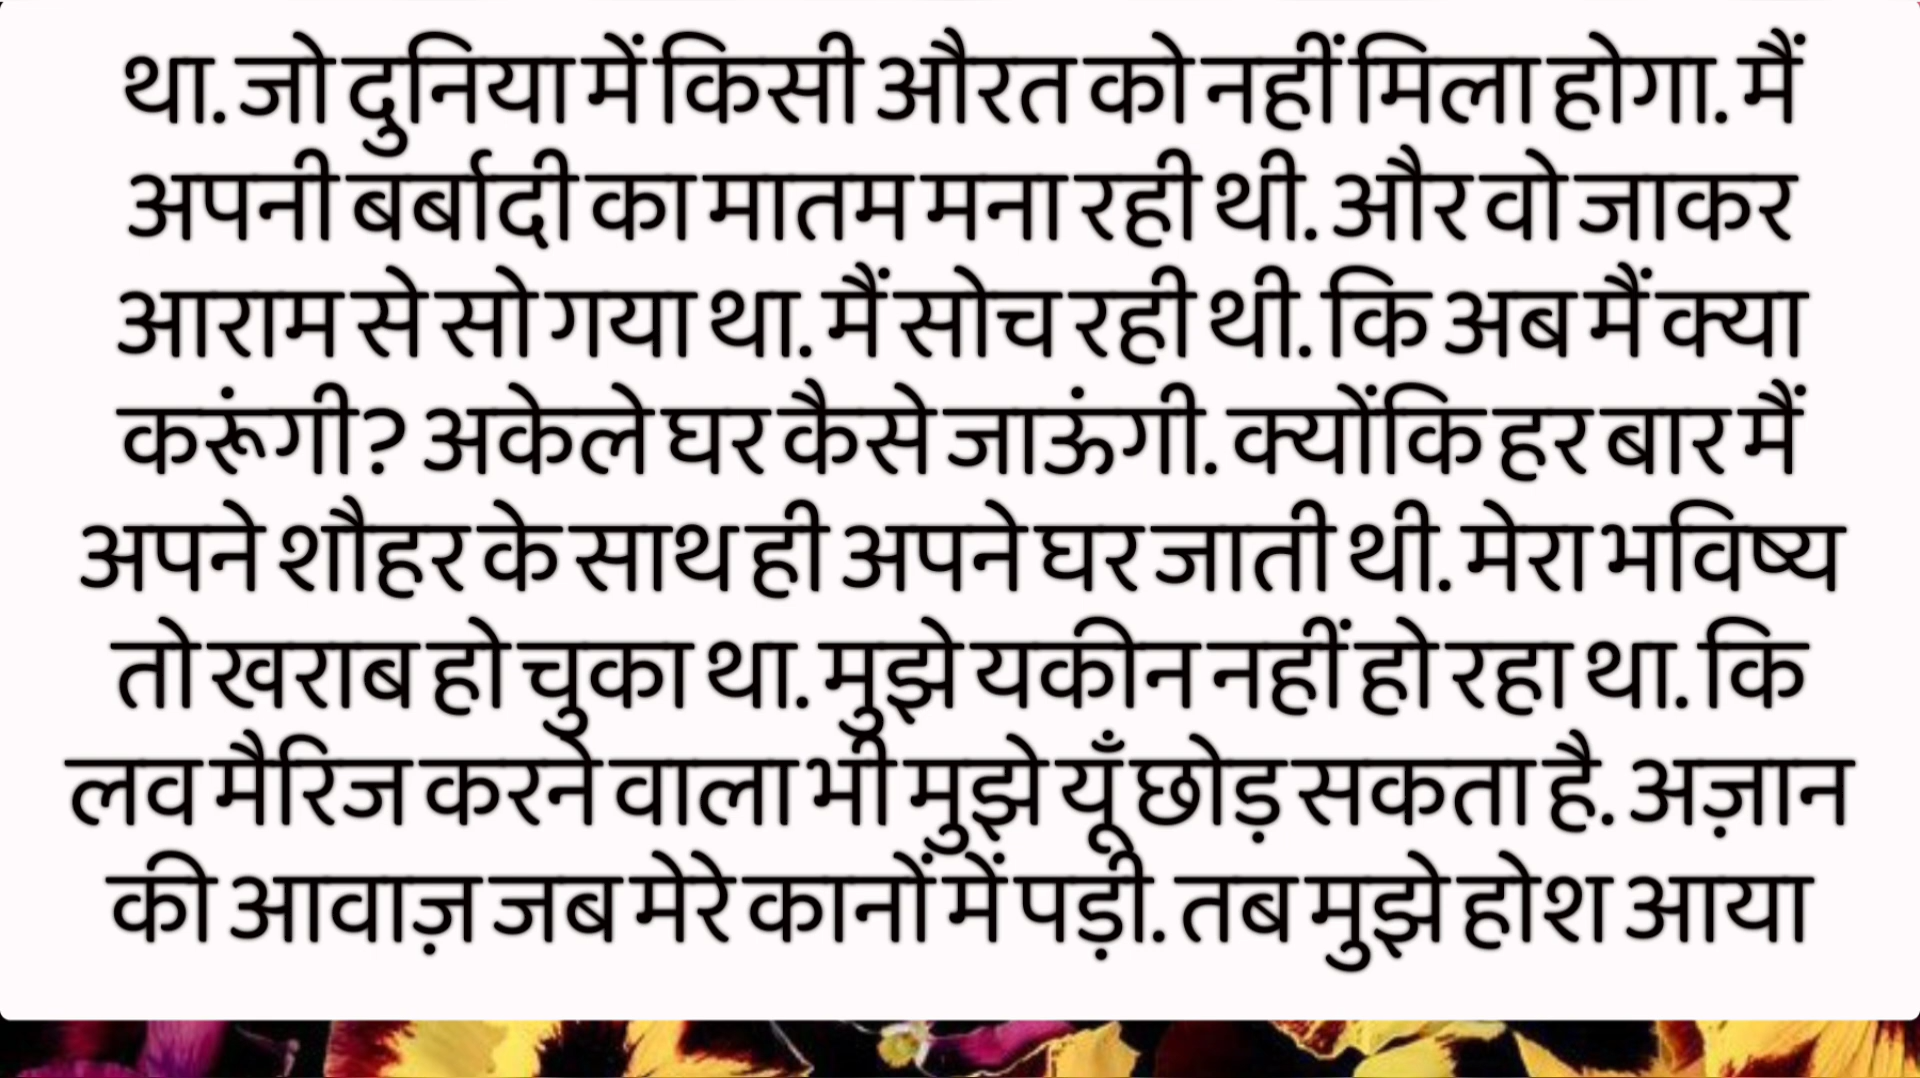 था. जो दुनिया में किसी औरत को नहीं मिला होगा. मैं
अपनी बर्बादी का मातम मना रही थी. और वो जाकर
आराम से सो गया था. मैं सोच रही थी. कि अब मैं क्या
करूंगी? अकेले घर कैसे जाऊंगी. क्योंकि हर बार मैं
अपने शौहर के साथ ही अपने घर जाती थी. मेरा भविष्य
तो खराब हो चुका था. मुझे यकीन नहीं हो रहा था. कि
लव मैरिज करने वाला भी मुझे यूँ छोड़ सकता है. अज़ान
की आवाज़ जब मेरे कानों में पड़ी. तब मुझे होश आया